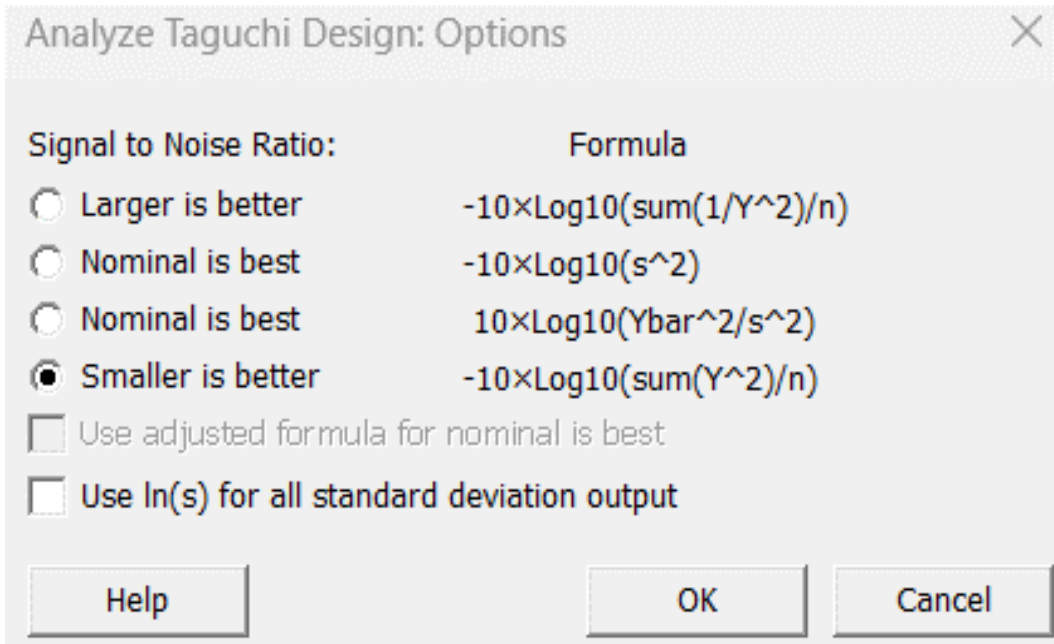 Analyze Taguchi Design: Options
Signal to Noise Ratio: Formula
Larger is better -10×Log10(sum(1/Y^2)/n)
Nominal is best -10×Log10(s^2)
Nominal is best 10×Log10(Ybar^2/s^2)
Smaller is better -10×Log10(sum(Y^2)/n)
Use adjusted formula for nominal is best
Use ln(s) for all standard deviation output
Help OK Cancel